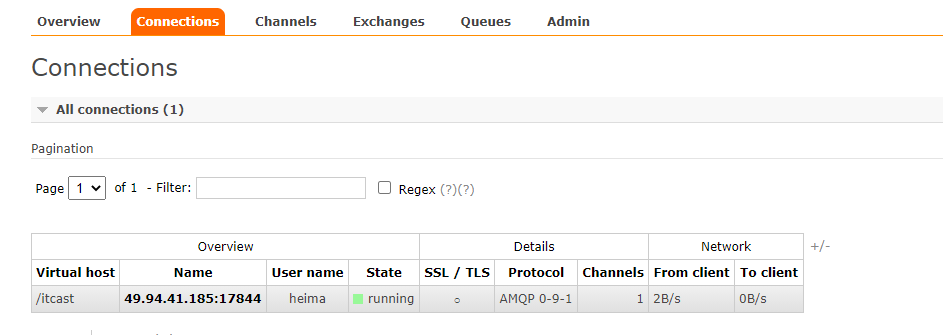 Overview Connections Channels Exchanges Queues Admin
Connections
All connections (1)
Pagination
Page 1 of 1 - Filter: Regex (?)(?)
Overview Details Network +/-
Virtual host Name User name State SSL / TLS Protocol Channels From client To client
/itcast 49.94.41.185:17844 heima running ○ AMQP 0-9-1 1 2B/s 0B/s